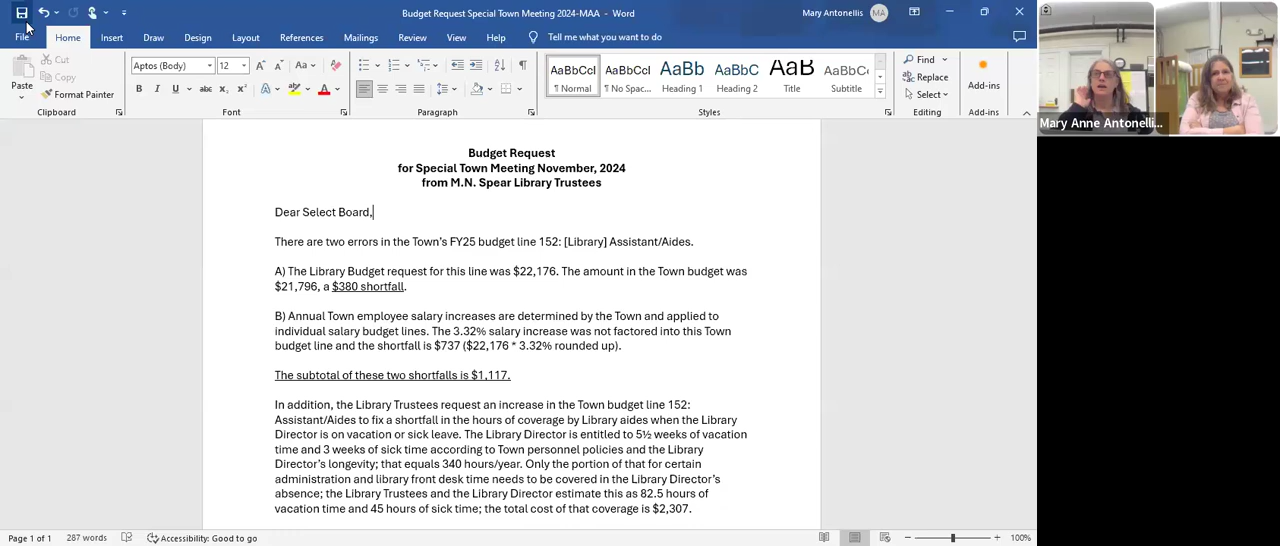 Budget Request Special Town Meeting 2024-MAA - Word
Mary Antonellis MA
File Home Insert Draw Design Layout References Mailings Review View Help Tell me what you want to do
Paste
Cut
Copy
Format Painter
Clipboard
Aptos (Body) 12
Font
Paragraph
AaBbCcI AaBbCcI AaBb AaBbC AaB AaBbCc
¶ Normal ¶ No Spac... Heading 1 Heading 2 Title Subtitle
Styles
Find
Replace
Select
Editing
Add-ins
Add-ins
Budget Request
for Special Town Meeting November, 2024
from M.N. Spear Library Trustees
Dear Select Board,
There are two errors in the Town's FY25 budget line 152: [Library] Assistant/Aides.
A) The Library Budget request for this line was $22,176. The amount in the Town budget was
$21,796, a $380 shortfall.
B) Annual Town employee salary increases are determined by the Town and applied to
individual salary budget lines. The 3.32% salary increase was not factored into this Town
budget line and the shortfall is $737 ($22,176 * 3.32% rounded up).
The subtotal of these two shortfalls is $1,117.
In addition, the Library Trustees request an increase in the Town budget line 152:
Assistant/Aides to fix a shortfall in the hours of coverage by Library aides when the Library
Director is on vacation or sick leave. The Library Director is entitled to 5½ weeks of vacation
time and 3 weeks of sick time according to Town personnel policies and the Library
Director's longevity; that equals 340 hours/year. Only the portion of that for certain
administration and library front desk time needs to be covered in the Library Director's
absence; the Library Trustees and the Library Director estimate this as 82.5 hours of
vacation time and 45 hours of sick time; the total cost of that coverage is $2,307.
Page 1 of 1 287 words Accessibility: Good to go 100%
Mary Anne Antonelli...